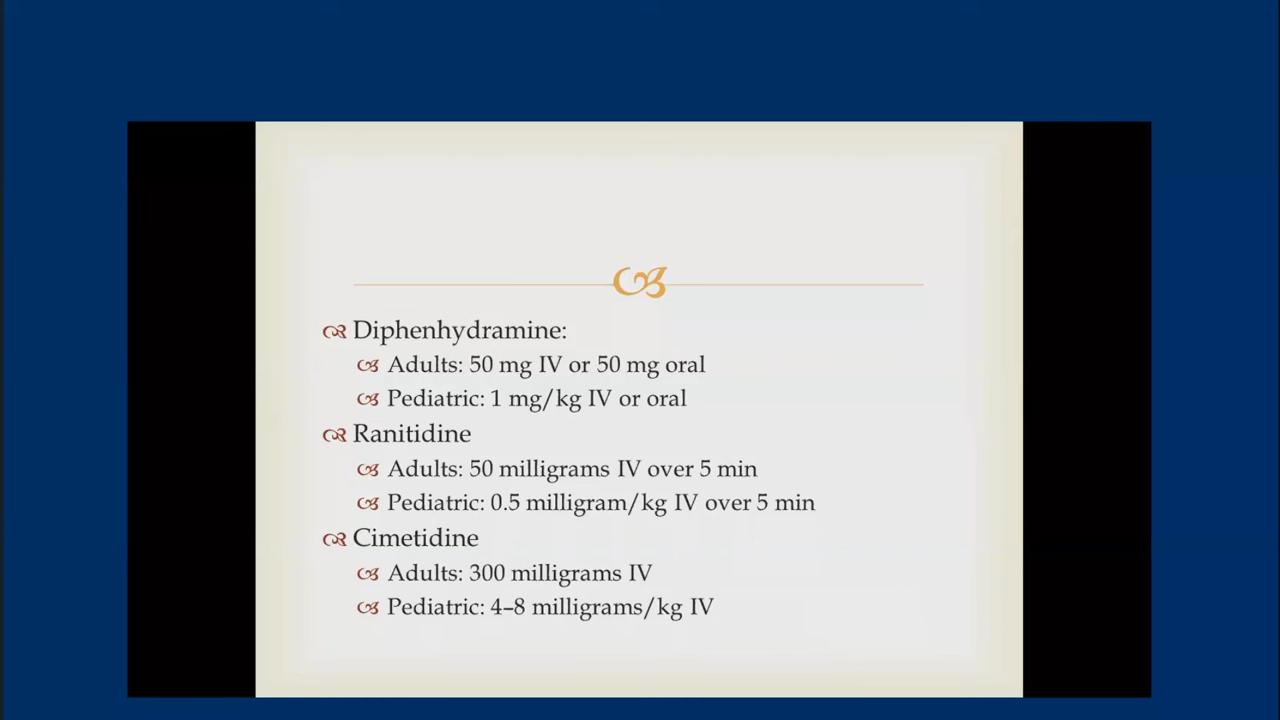 Diphenhydramine:
Adults: 50 mg IV or 50 mg oral
Pediatric: 1 mg/kg IV or oral
Ranitidine
Adults: 50 milligrams IV over 5 min
Pediatric: 0.5 milligram/kg IV over 5 min
Cimetidine
Adults: 300 milligrams IV
Pediatric: 4–8 milligrams/kg IV